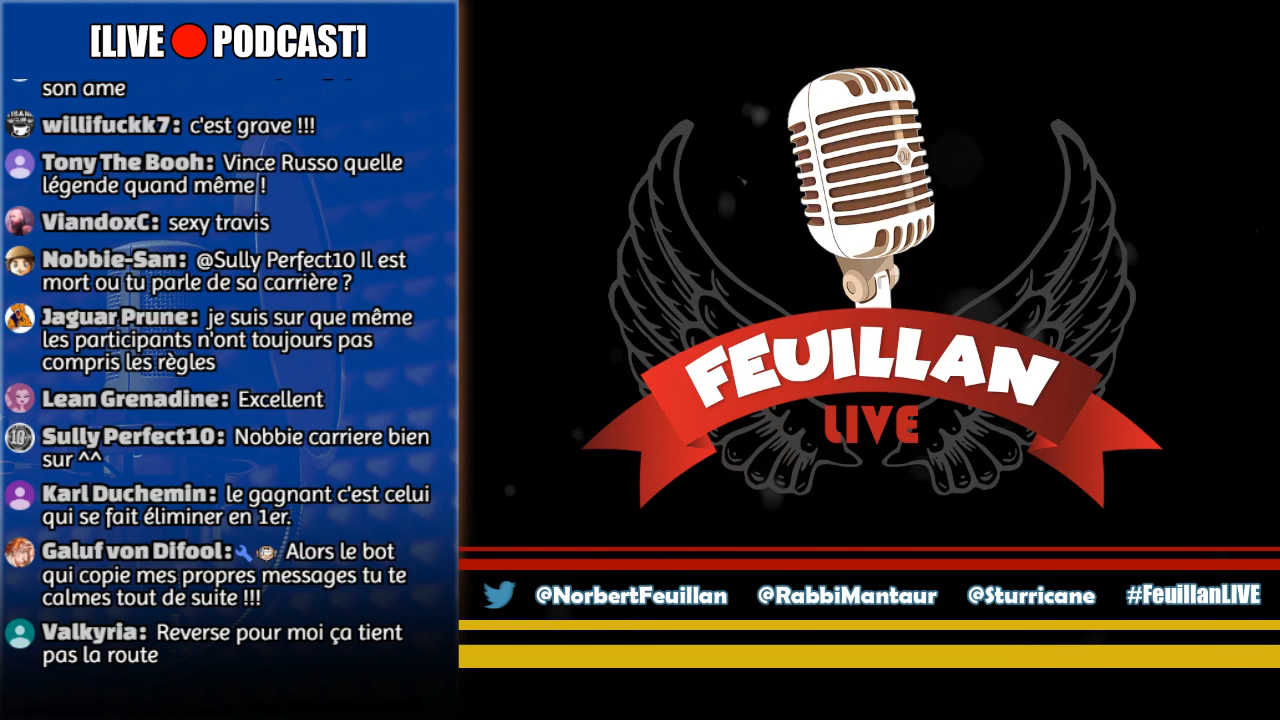 [LIVE PODCAST]
son ame
willifuckk7: c'est grave !!!
Tony The Booh: Vince Russo quelle
légende quand même !
ViandoxC: sexy travis
Nobbie-San: @Sully Perfect10 Il est
mort ou tu parle de sa carrière ?
Jaguar Prune: je suis sur que même
les participants n'ont toujours pas
compris les règles
Lean Grenadine: Excellent
Sully Perfect10: Nobbie carriere bien
sur ^^
Karl Duchemin: le gagnant c'est celui
qui se fait éliminer en 1er.
Galuf von Difool: Alors le bot
qui copie mes propres messages tu te
calmes tout de suite !!!
Valkyria: Reverse pour moi ça tient
pas la route
FEUILLAN
LIVE
@NorbertFeuillan @RabbiMantaur @Sturricane #FeuillanLIVE